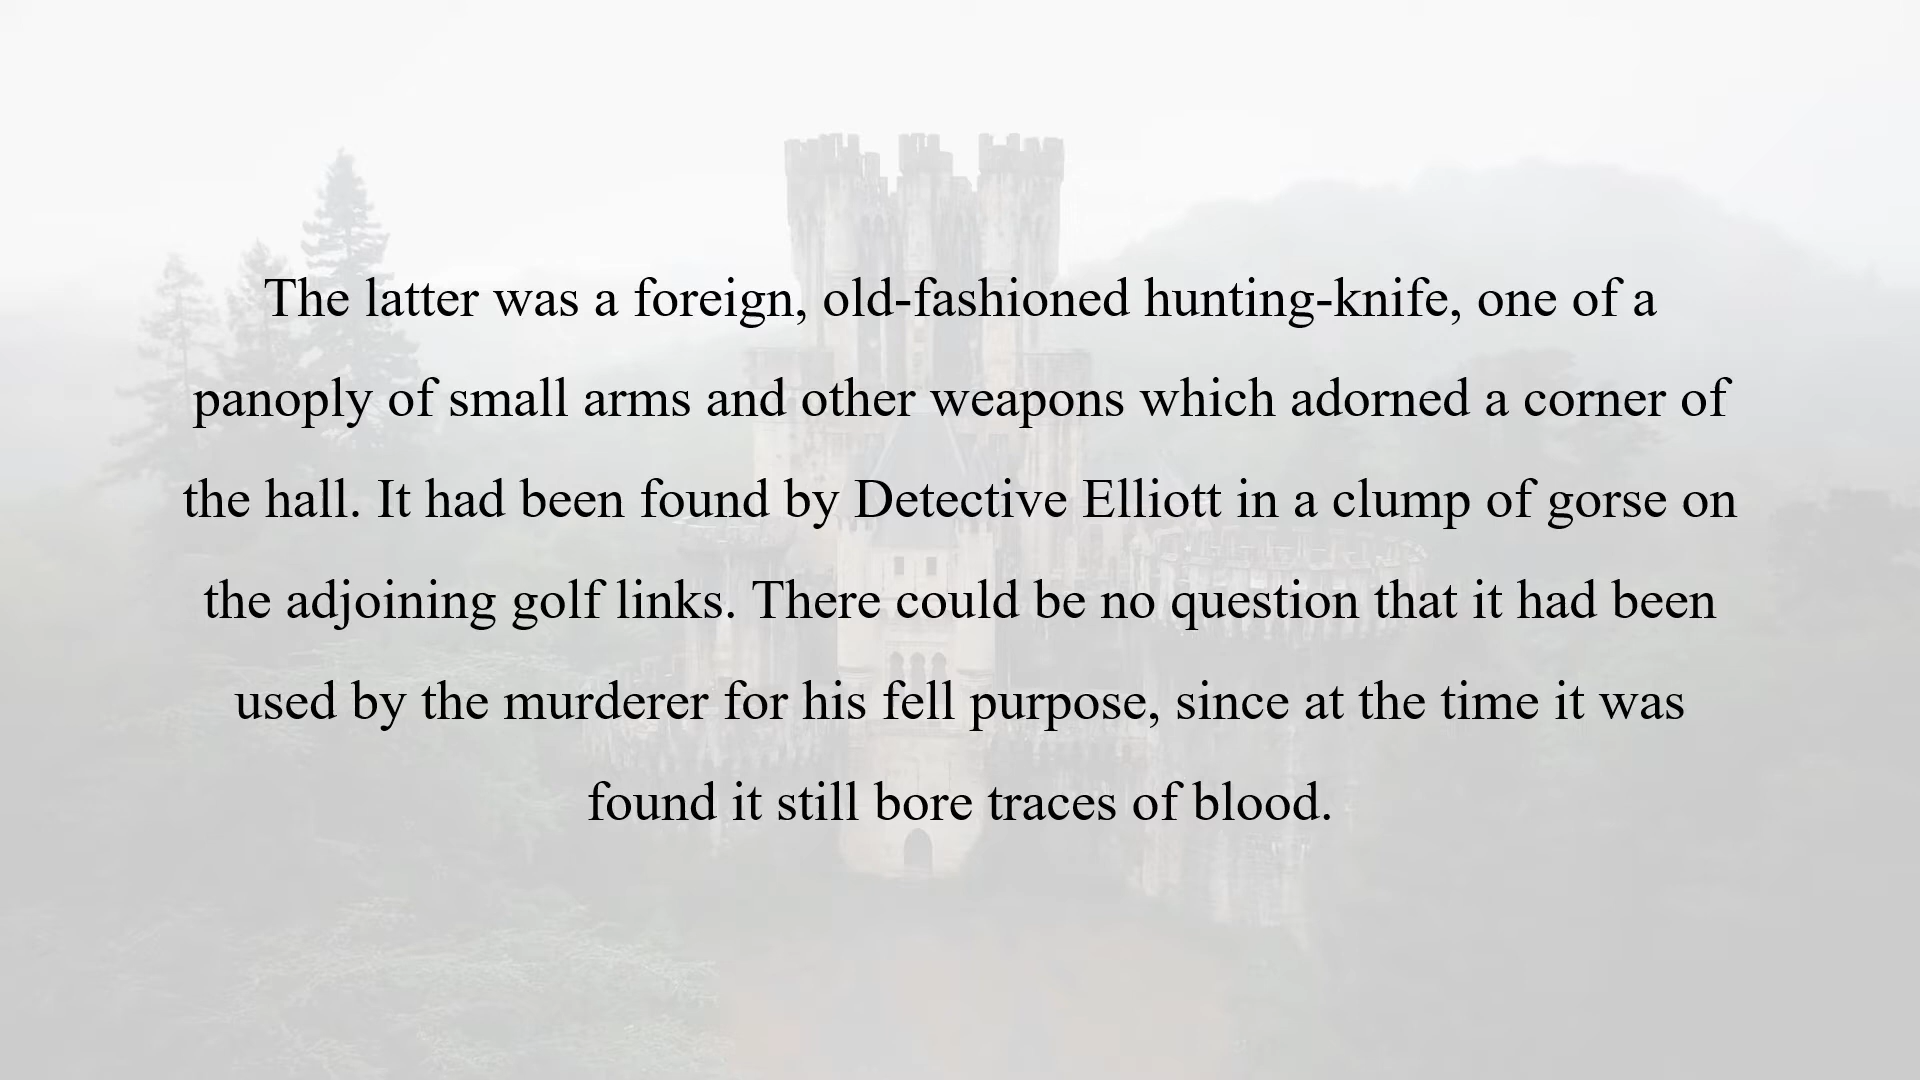 The latter was a foreign, old-fashioned hunting-knife, one of a
panoply of small arms and other weapons which adorned a corner of
the hall. It had been found by Detective Elliott in a clump of gorse on
the adjoining golf links. There could be no question that it had been
used by the murderer for his fell purpose, since at the time it was
found it still bore traces of blood.